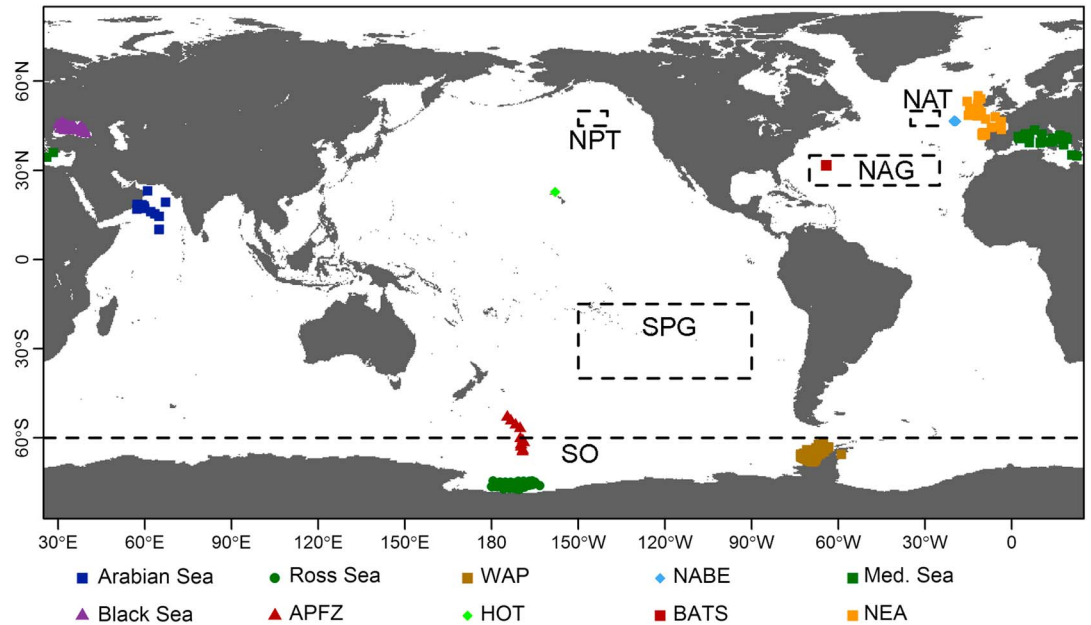 60°N
30°N
0
30°S
60°S
NAT
NPT
NAG
SPG
SO
30°E 60°E 90°E 120°E 150°E 180 150°W 120°W 90°W 60°W 30°W 0
Arabian Sea Ross Sea WAP NABE Med. Sea
Black Sea APFZ HOT BATS NEA